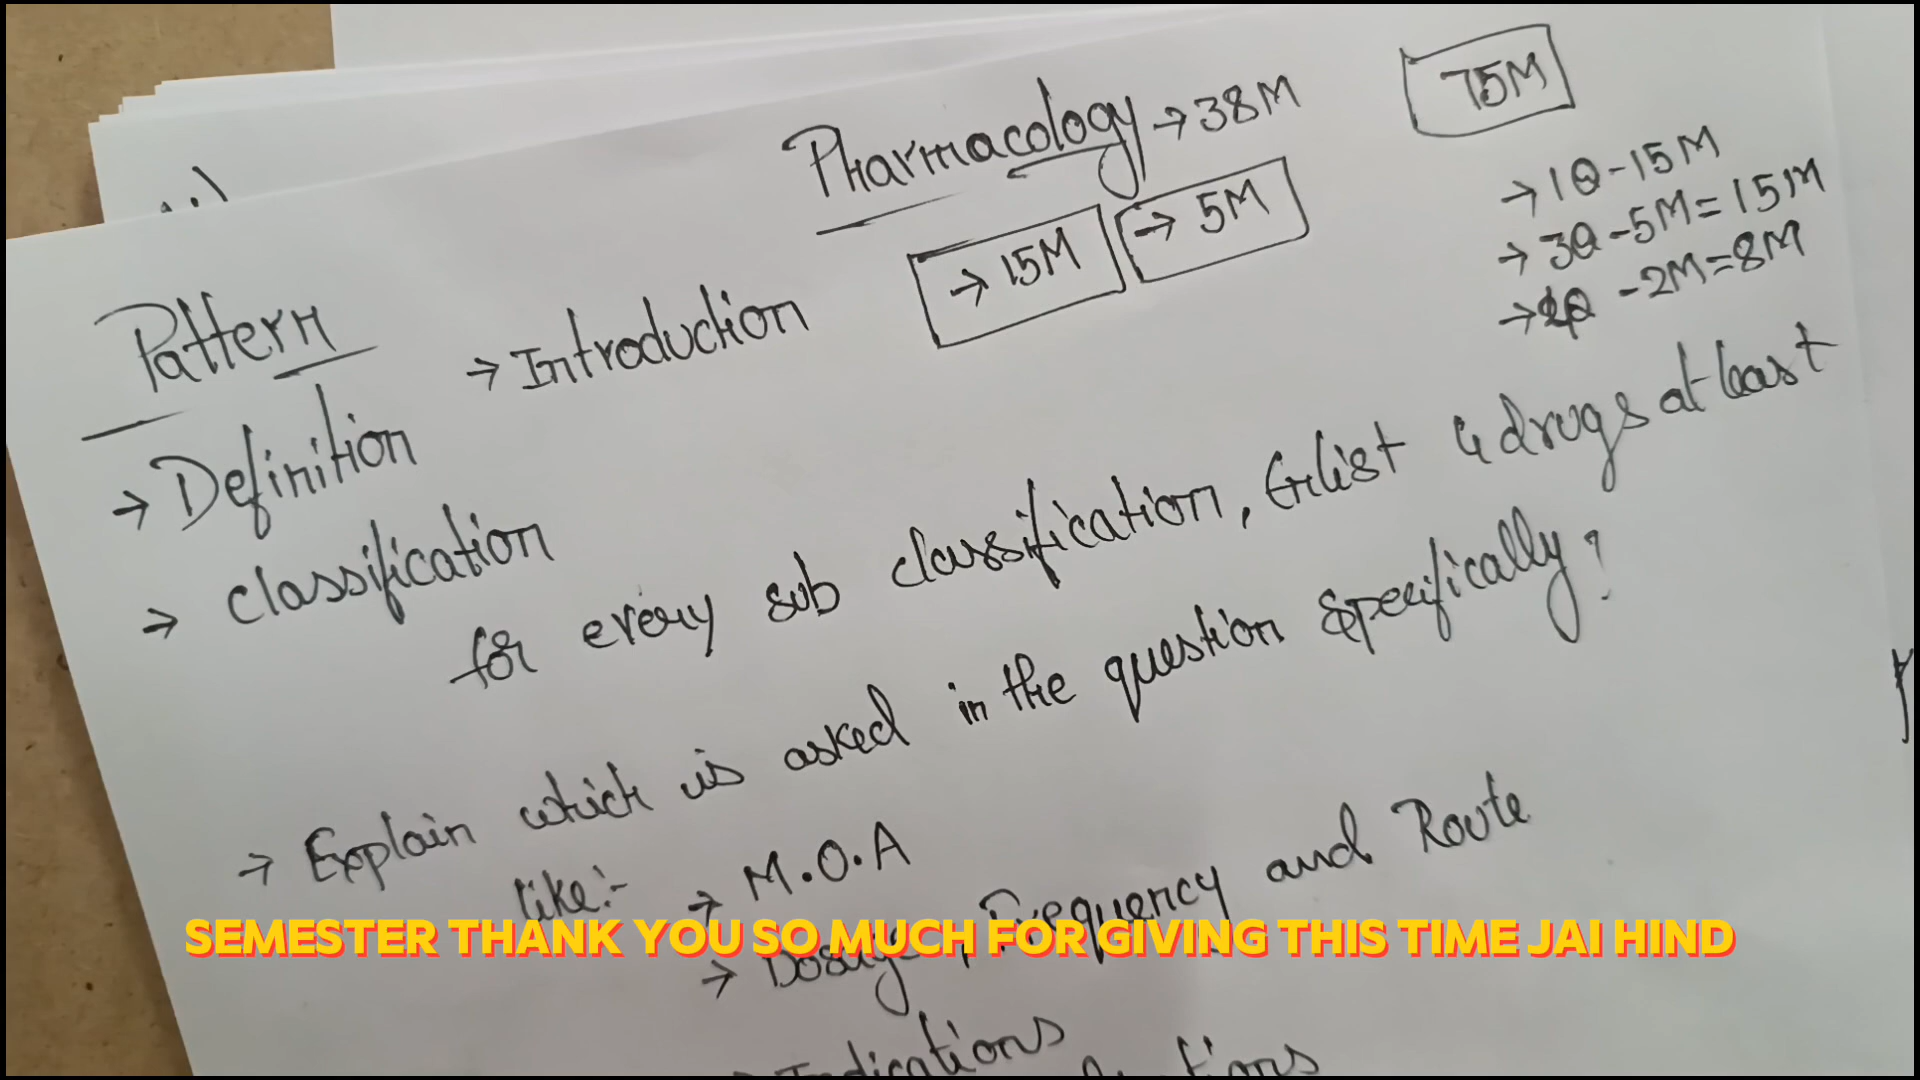 Pharmacology → 38M
75M
→ 15M
→ 5M
→ 1Q - 15M
→ 3Q - 5M = 15M
→ 4Q - 2M = 8M
Pattern
→ Introduction
→ Definition
→ classification
for every sub classification, Enlist 4 drugs at least
→ Explain which is asked in the question specifically?
like:- → M.O.A
→ Dosage, Frequency and Route
Indications
SEMESTER THANK YOU SO MUCH FOR GIVING THIS TIME JAI HIND